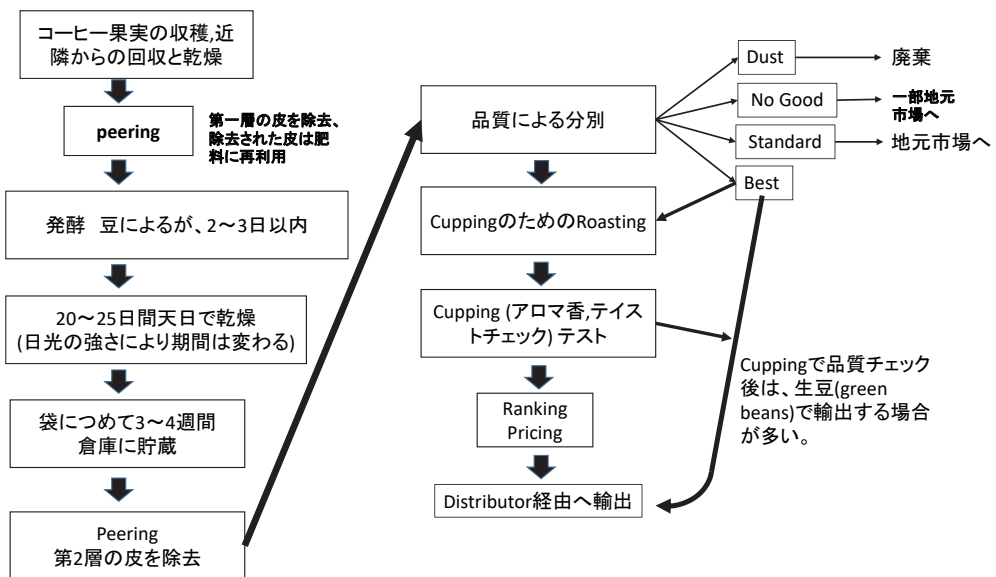 コーヒー果実の収穫,近
隣からの回収と乾燥
peering
第一層の皮を除去、
除去された皮は肥
料に再利用
発酵　豆によるが、2～3日以内
20～25日間天日で乾燥
(日光の強さにより期間は変わる)
袋につめて3～4週間
倉庫に貯蔵
Peering
第2層の皮を除去
品質による分別
Dust
廃棄
No Good
一部地元
市場へ
Standard
地元市場へ
Best
CuppingのためのRoasting
Cupping (アロマ香,テイス
トチェック) テスト
Cuppingで品質チェック
後は、生豆(green
beans)で輸出する場合
が多い。
Ranking
Pricing
Distributor経由へ輸出